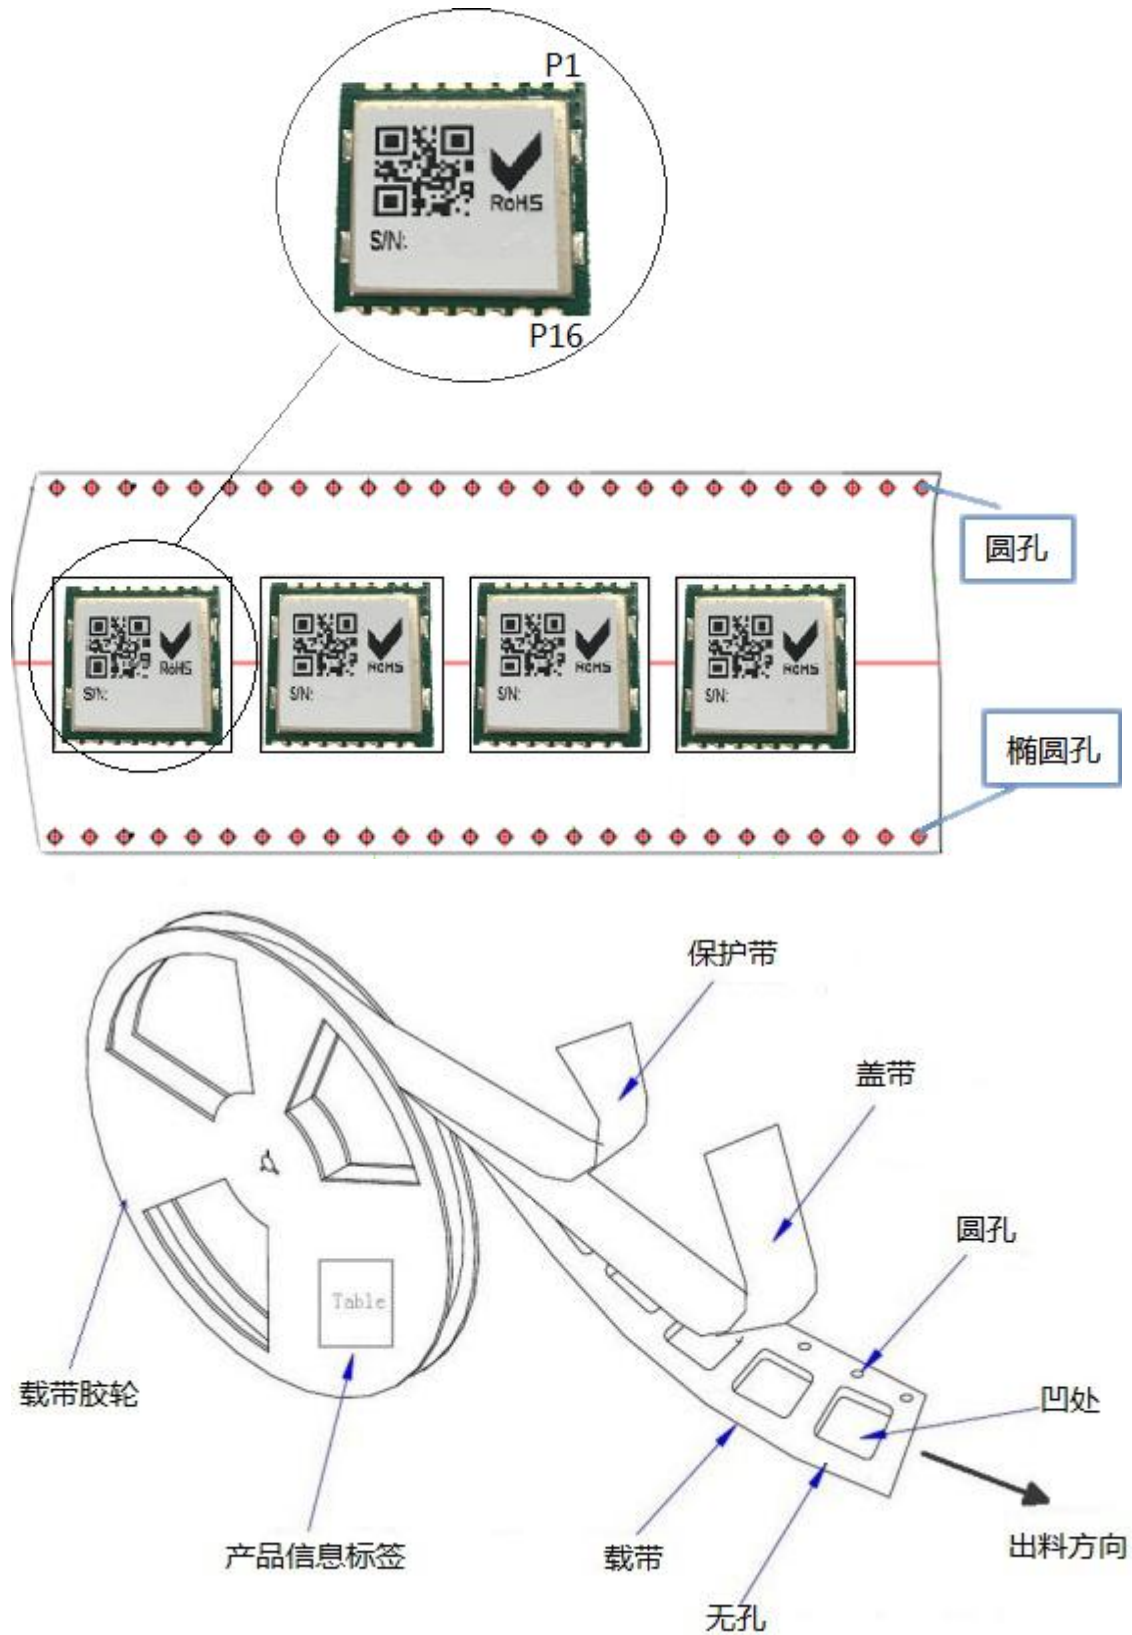 P1
RoHS
S/N:
P16
圆孔
RoHS
S/N:
RoHS
S/N:
RoHS
S/N:
RoHS
S/N:
椭圆孔
保护带
盖带
圆孔
Table
载带胶轮
凹处
产品信息标签
载带
出料方向
无孔